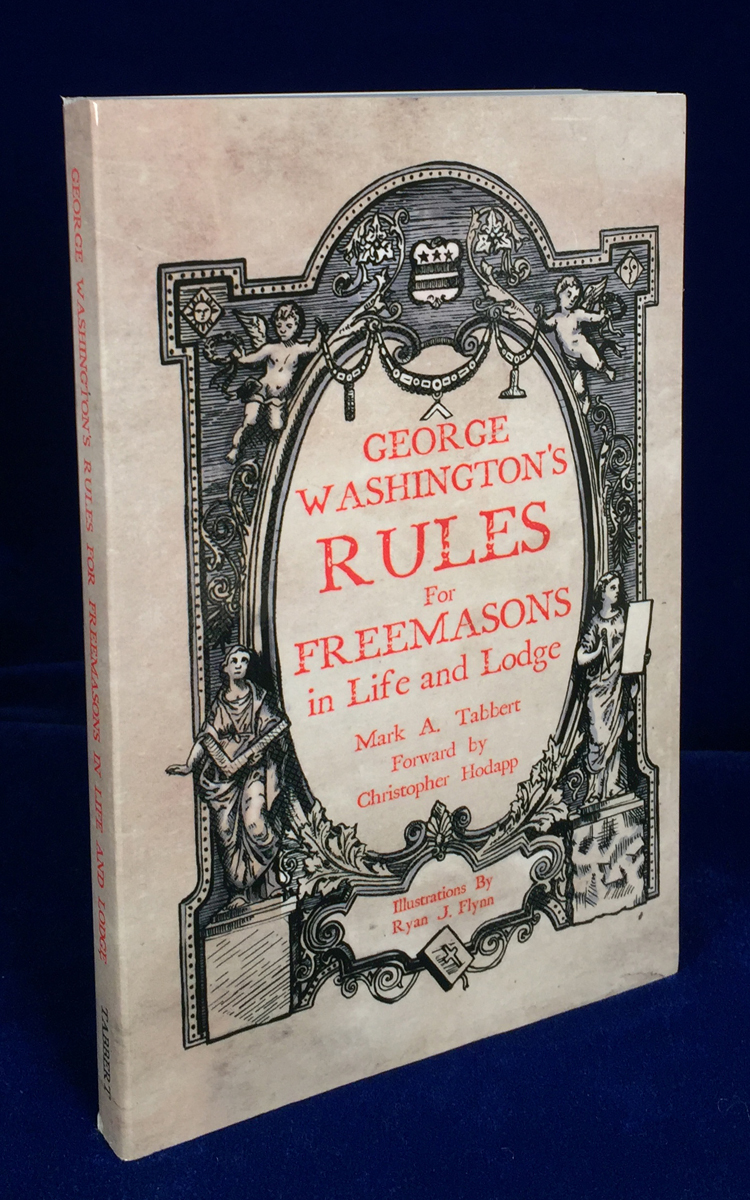 GEORGE WASHINGTON'S RULES FOR FREEMASONS IN LIFE AND LODGE TABBERT
GEORGE
WASHINGTON'S
RULES
For
FREEMASONS
in Life and Lodge
Mark A. Tabbert
Forward by
Christopher Hodapp
Illustrations By
Ryan J. Flynn